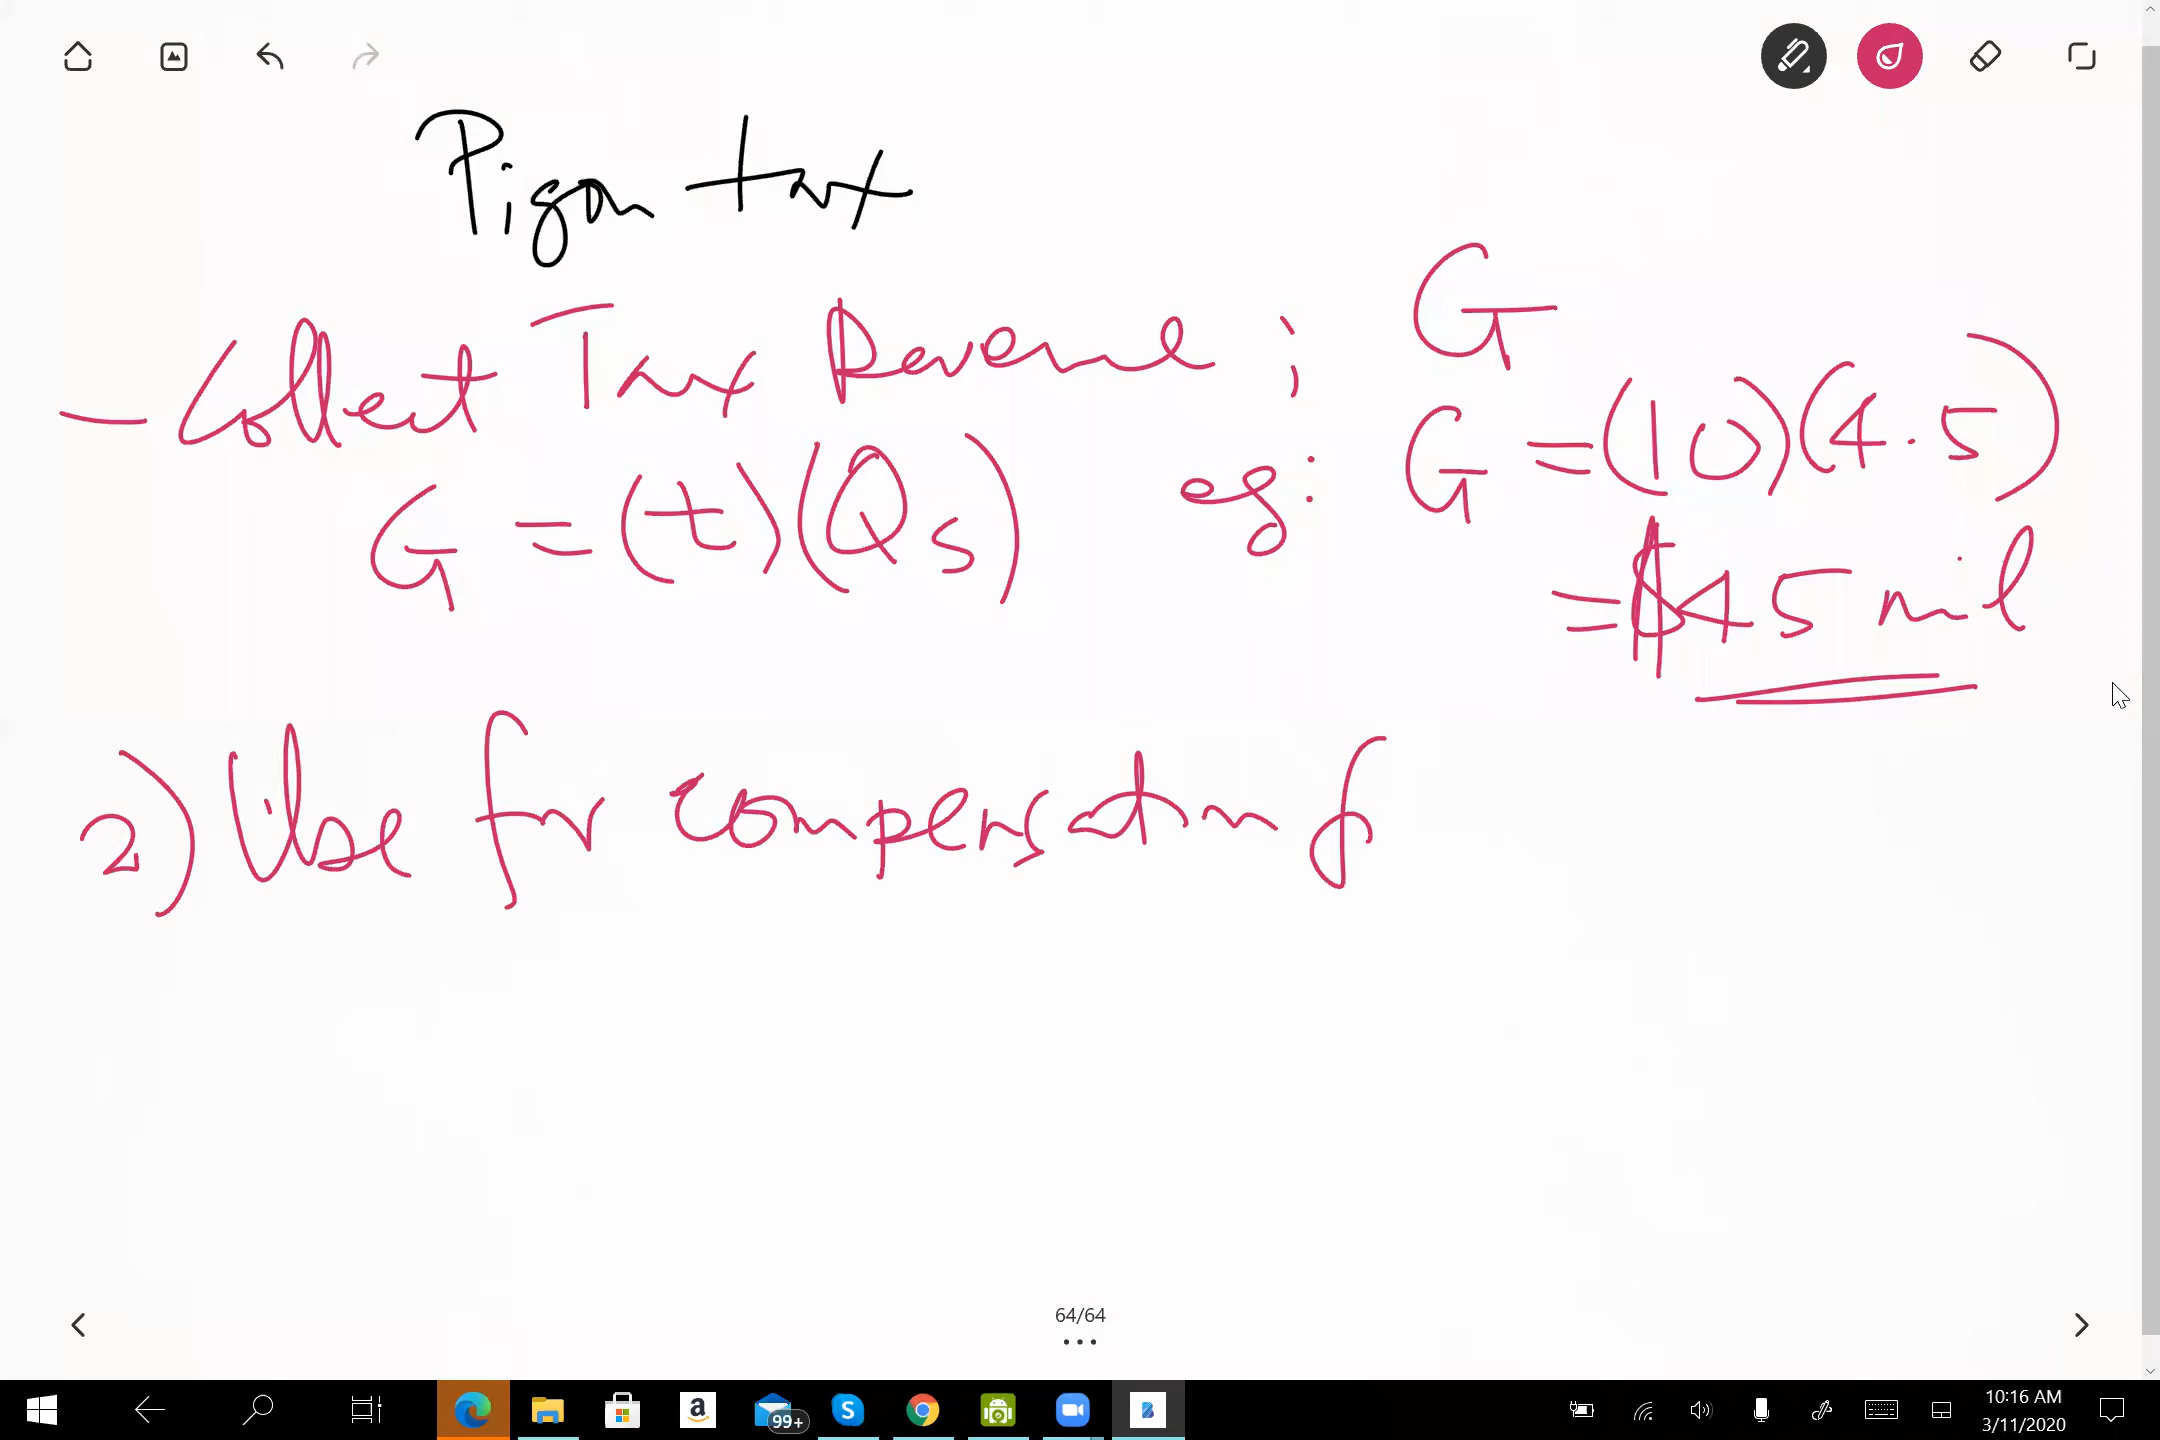 Pigou tax
- Collect Tax Revenue ; G
G = (t)(Qs) eg: G = (10)(4.5)
= $45 mil
2) Use for compensation f
64/64
99+
10:16 AM
3/11/2020